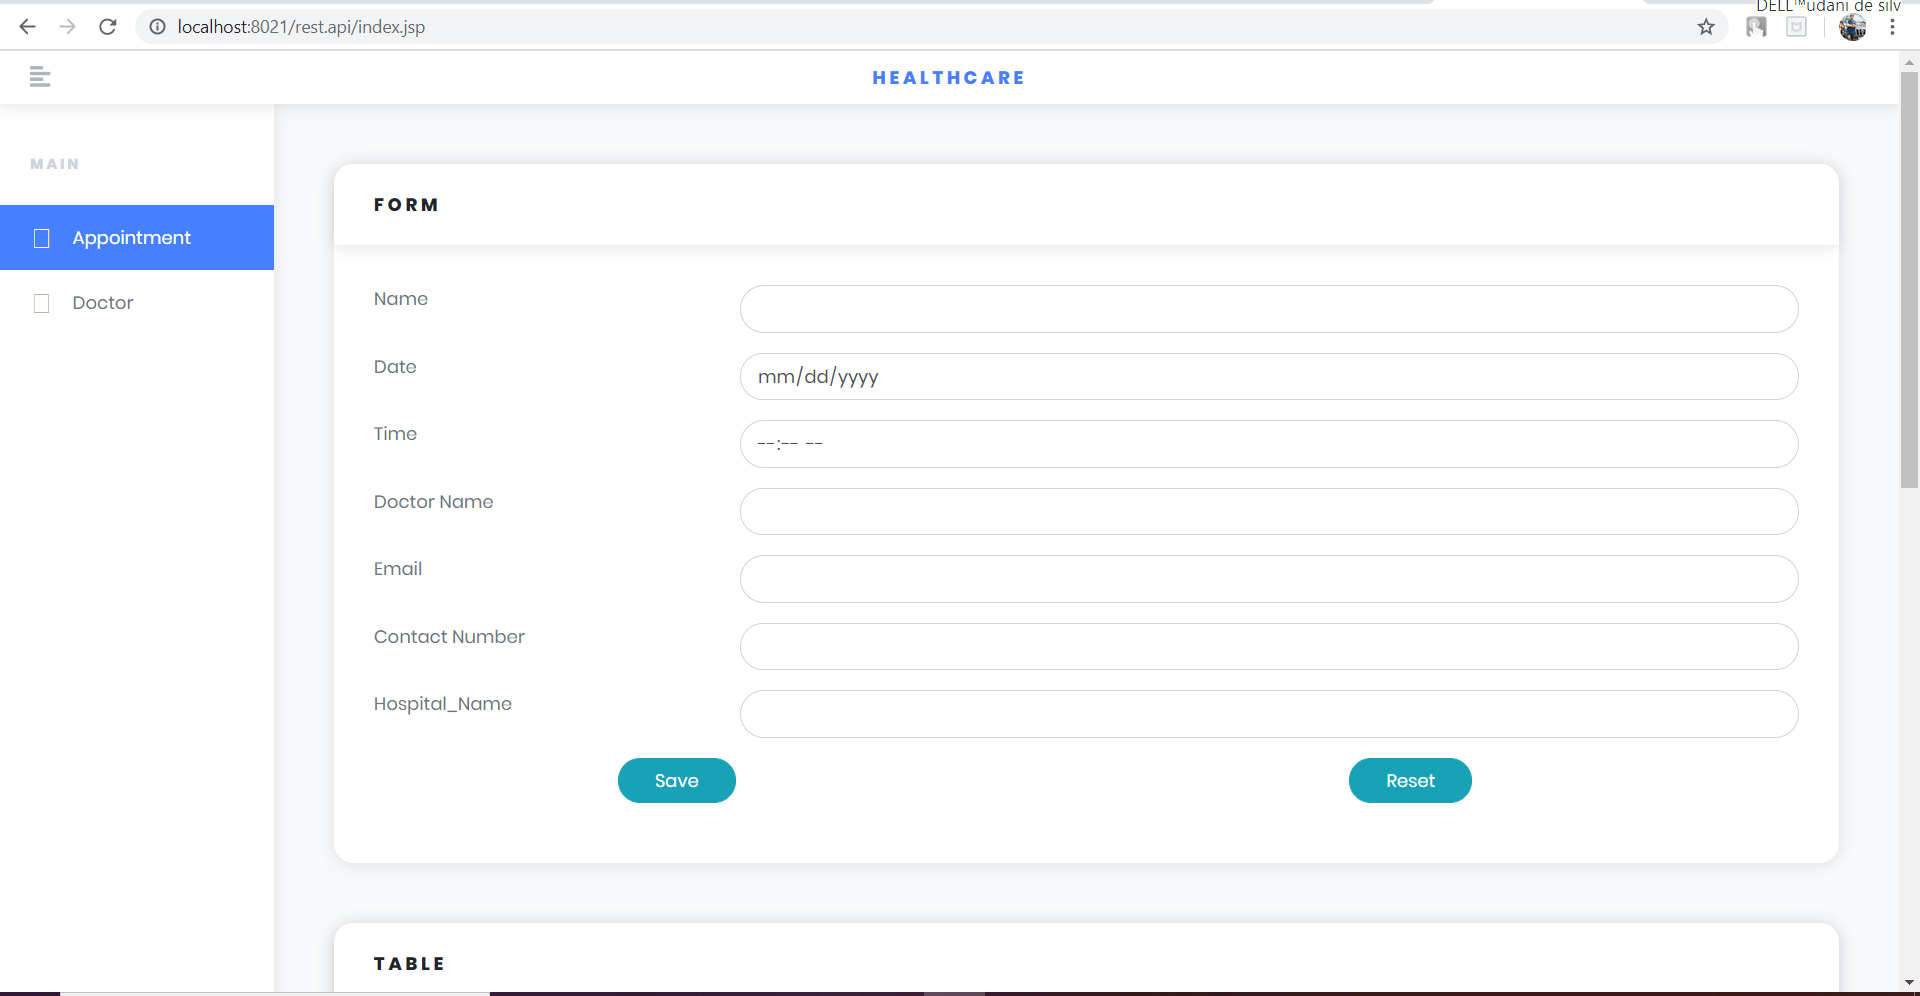 DELL™udani de silv
localhost:8021/rest.api/index.jsp
HEALTHCARE
MAIN
Appointment
Doctor
FORM
Name
Date
mm/dd/yyyy
Time
--:-- --
Doctor Name
Email
Contact Number
Hospital_Name
Save
Reset
TABLE